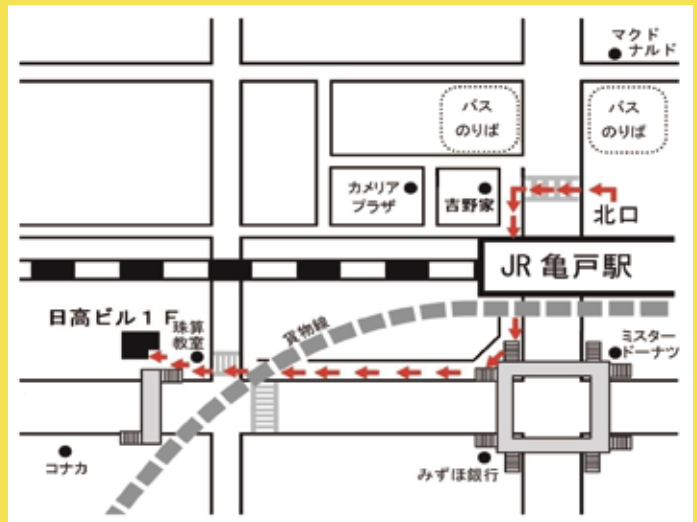 マクド
ナルド
バス
のりば
バス
のりば
カメリア
プラザ
吉野家
北口
JR 亀戸駅
日高ビル1F
珠算
教室
貨物線
ミスター
ドーナツ
コナカ
みずほ銀行